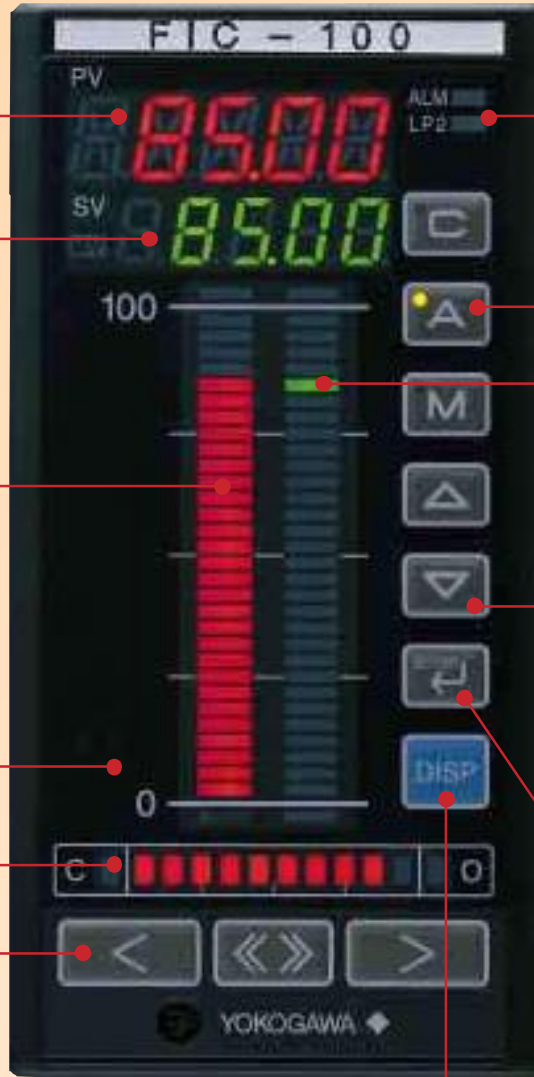 FIC-100
PV
85.00
ALM
LP2
SV
85.00
C
A
100
M
DISP
0
C O
< <<>> >
YOKOGAWA